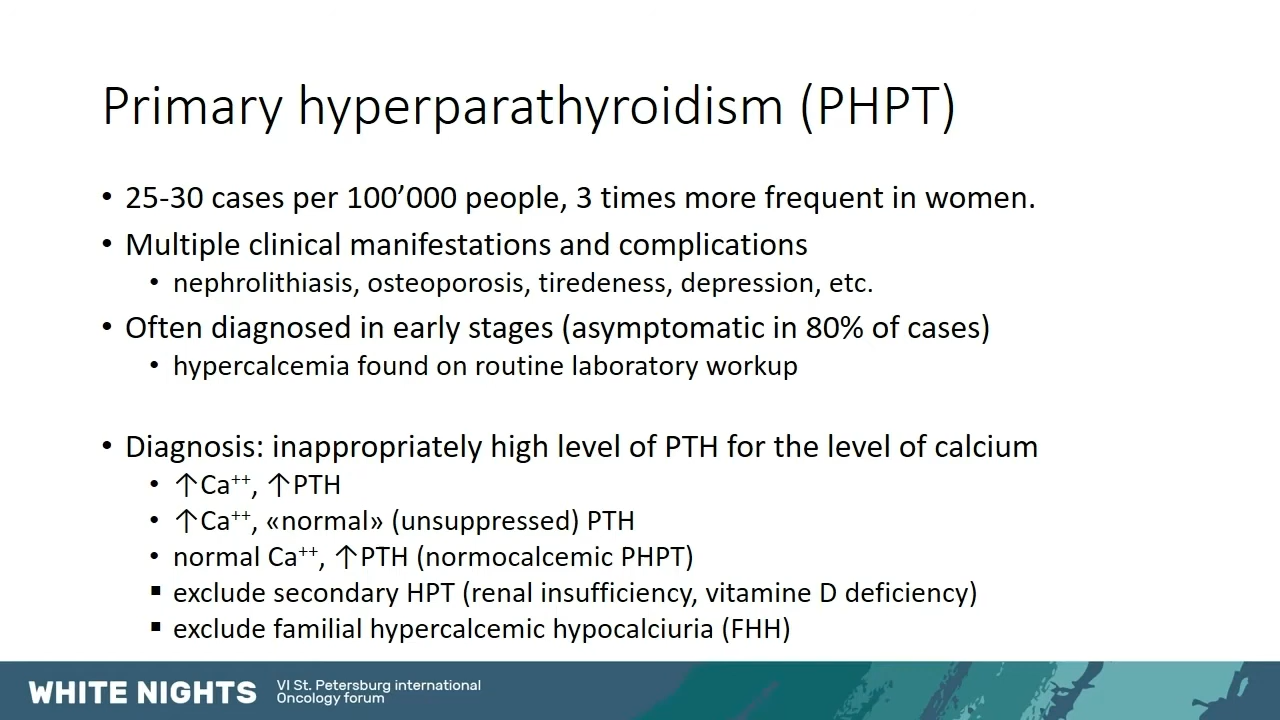 Primary hyperparathyroidism (PHPT)
• 25-30 cases per 100’000 people, 3 times more frequent in women.
• Multiple clinical manifestations and complications
• nephrolithiasis, osteoporosis, tiredeness, depression, etc.
• Often diagnosed in early stages (asymptomatic in 80% of cases)
• hypercalcemia found on routine laboratory workup
• Diagnosis: inappropriately high level of PTH for the level of calcium
• ↑Ca⁺⁺, ↑PTH
• ↑Ca⁺⁺, «normal» (unsuppressed) PTH
• normal Ca⁺⁺, ↑PTH (normocalcemic PHPT)
▪ exclude secondary HPT (renal insufficiency, vitamine D deficiency)
▪ exclude familial hypercalcemic hypocalciuria (FHH)
WHITE NIGHTS
VI St. Petersburg international
Oncology forum